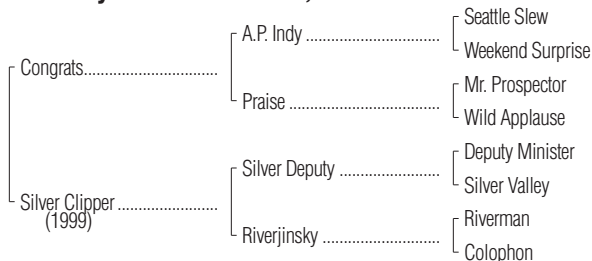 Seattle Slew
A.P. Indy
Weekend Surprise
Congrats
Mr. Prospector
Praise
Wild Applause
Deputy Minister
Silver Deputy
Silver Valley
Silver Clipper
(1999)
Riverman
Riverjinsky
Colophon